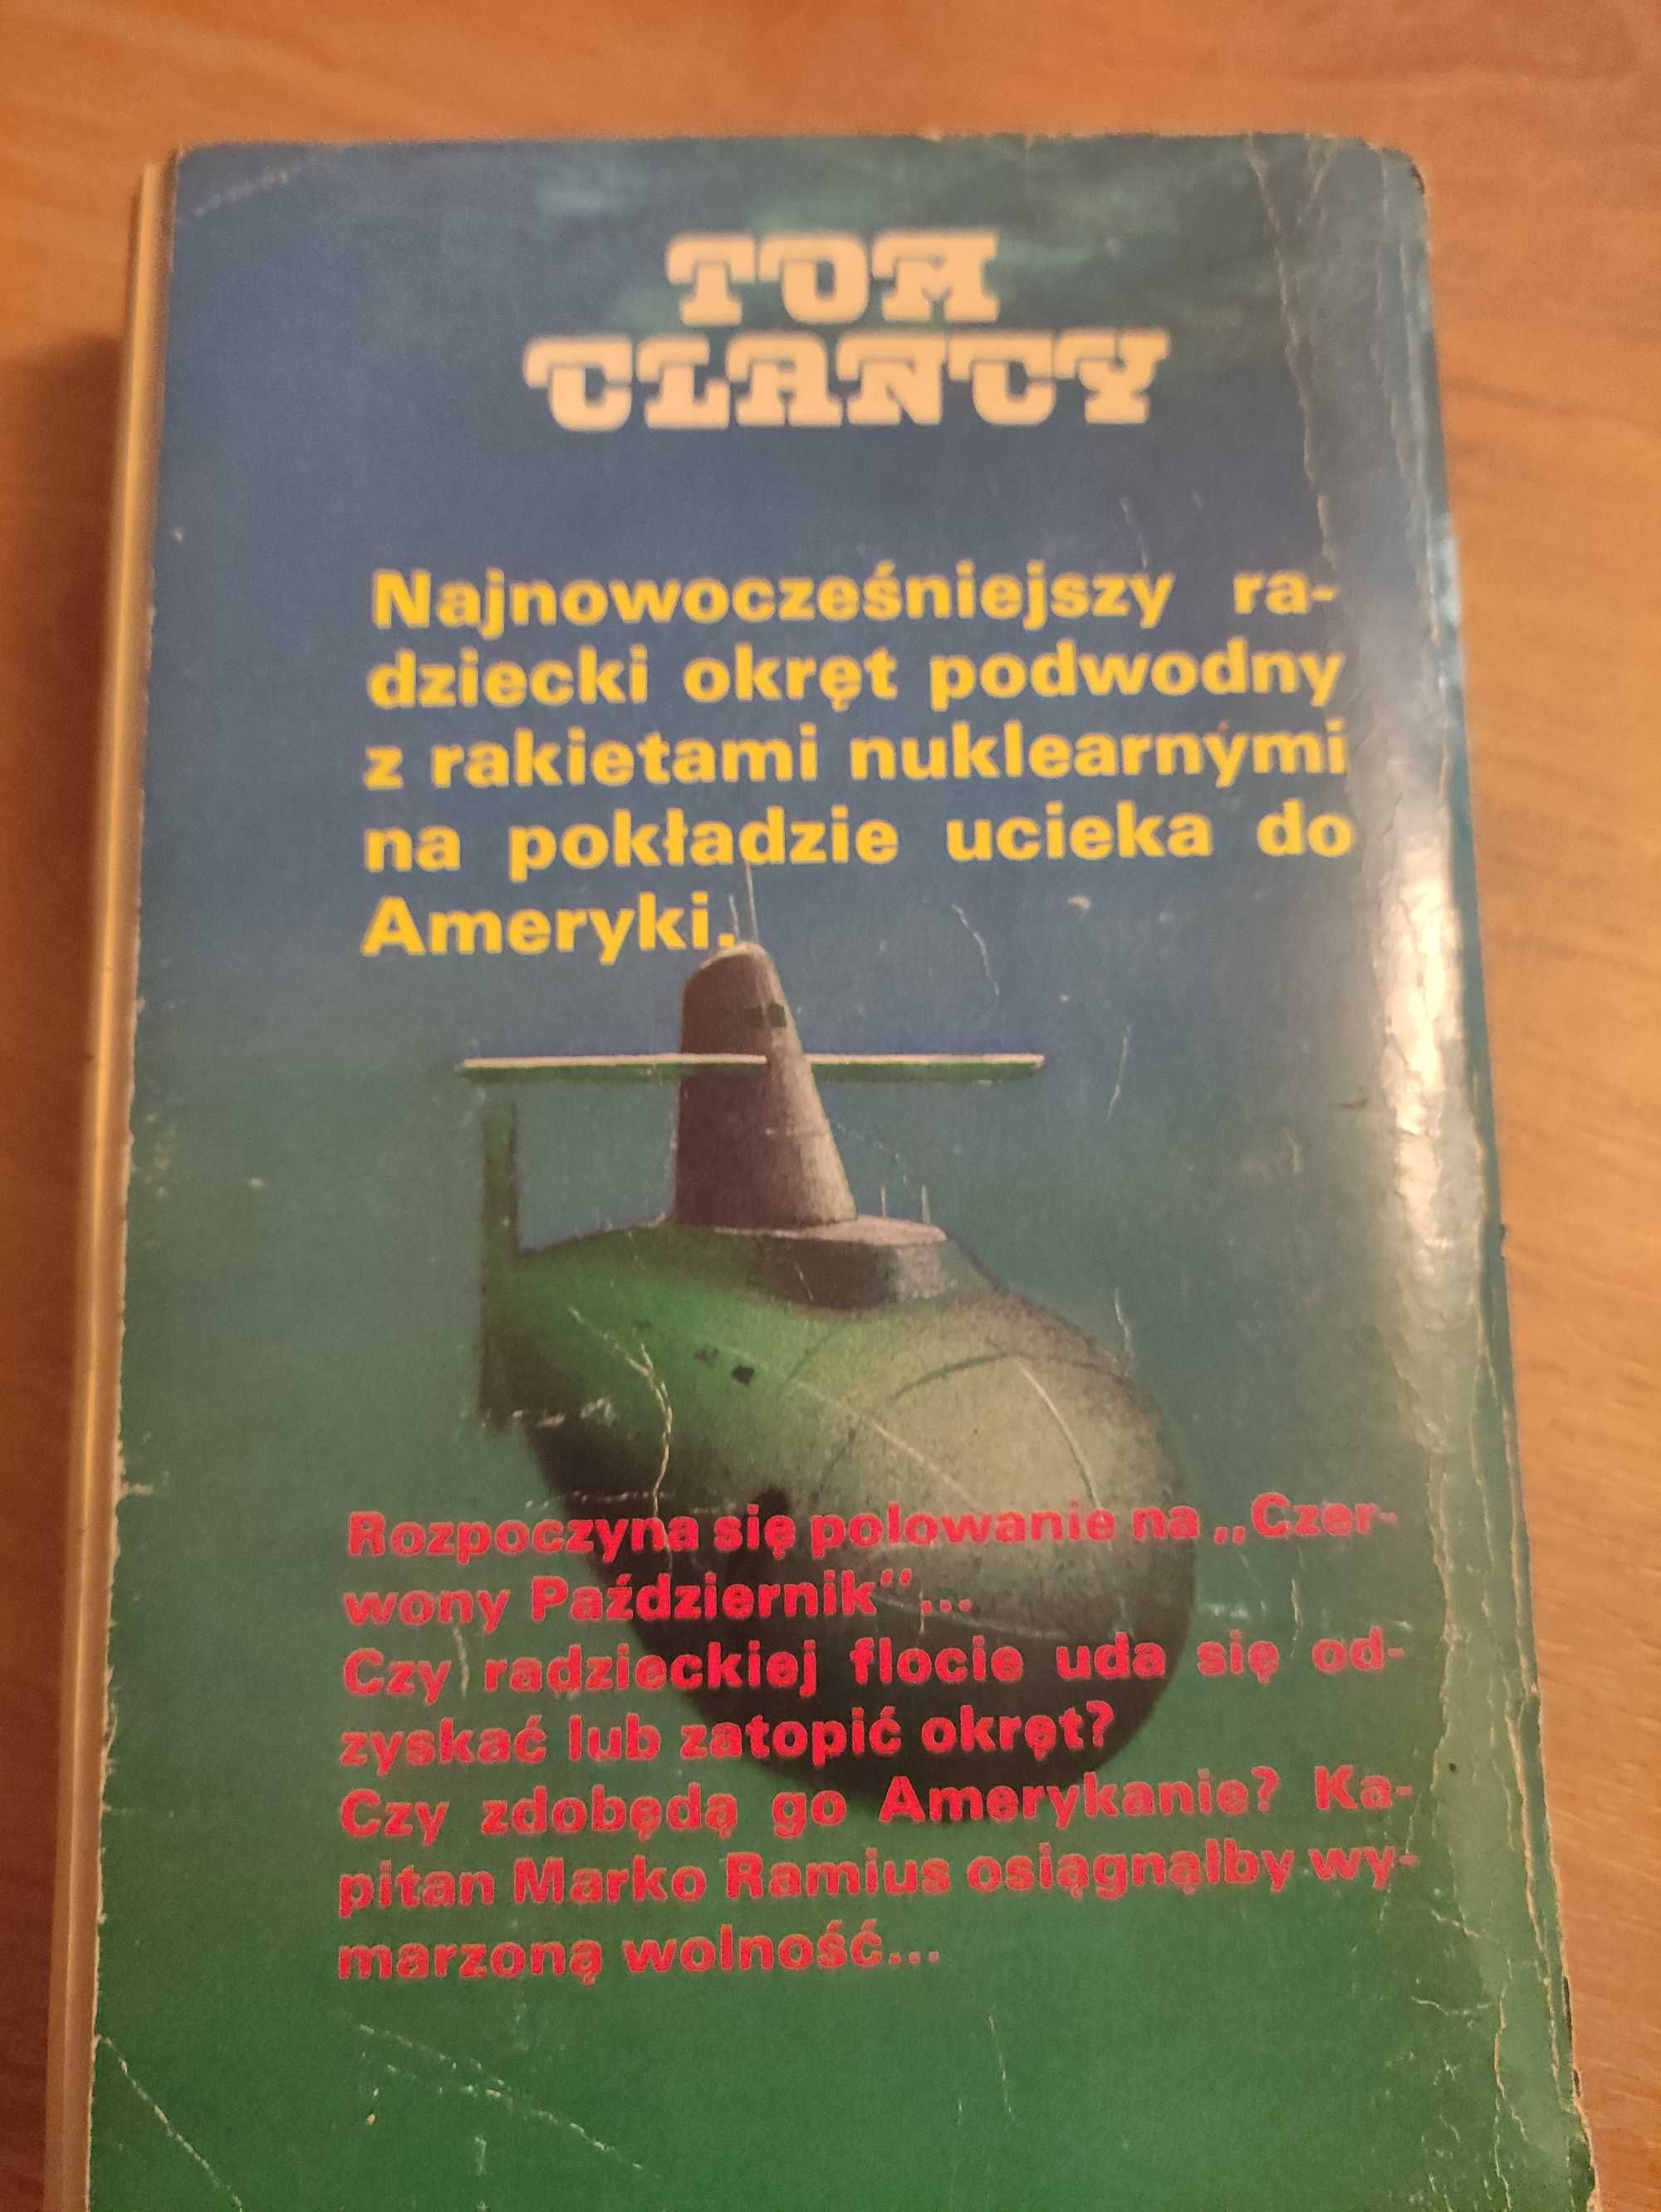 TOM
CLANCY
Najnowocześniejszy ra-
dziecki okręt podwodny
z rakietami nuklearnymi
na pokładzie ucieka do
Ameryki.
Rozpoczyna się polowanie na „Czer-
wony Październik"...
Czy radzieckiej flocie uda się od-
zyskać lub zatopić okręt?
Czy zdobędą go Amerykanie? Ka-
pitan Marko Ramius osiągnąlby wy-
marzoną wolność...